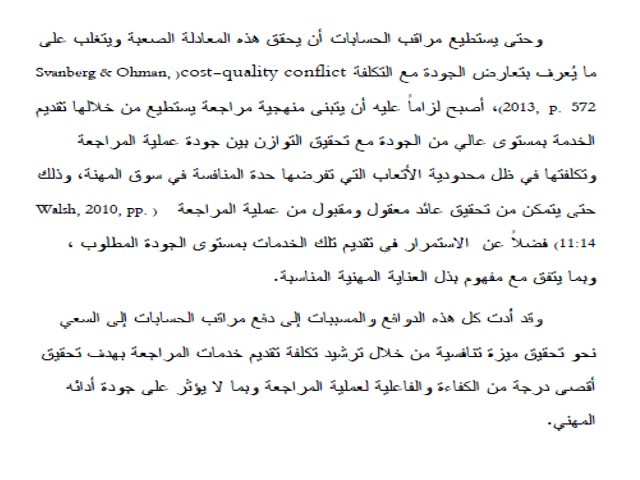 وحتى يستطيع مراقب الحسابات أن يحقق هذه المعادلة الصعبة ويتغلب على
ما يُعرف بتعارض الجودة مع التكلفة cost-quality conflict( Svanberg & Ohman,
2013, p. 572)، أصبح لزاماً عليه أن يتبنى منهجية مراجعة يستطيع من خلالها تقديم
الخدمة بمستوى عالي من الجودة مع تحقيق التوازن بين جودة عملية المراجعة
وتكلفتها في ظل محدودية الأتعاب التي تفرضها حدة المنافسة في سوق المهنة، وذلك
حتى يتمكن من تحقيق عائد معقول ومقبول من عملية المراجعة ( Walsh, 2010, pp.
11:14) فضلاً عن الاستمرار في تقديم تلك الخدمات بمستوى الجودة المطلوب ،
وبما يتفق مع مفهوم بذل العناية المهنية المناسبة.
وقد أدت كل هذه الدوافع والمسببات إلى دفع مراقب الحسابات إلى السعي
نحو تحقيق ميزة تنافسية من خلال ترشيد تكلفة تقديم خدمات المراجعة بهدف تحقيق
أقصى درجة من الكفاءة والفاعلية لعملية المراجعة وبما لا يؤثر على جودة أدائه
المهني.